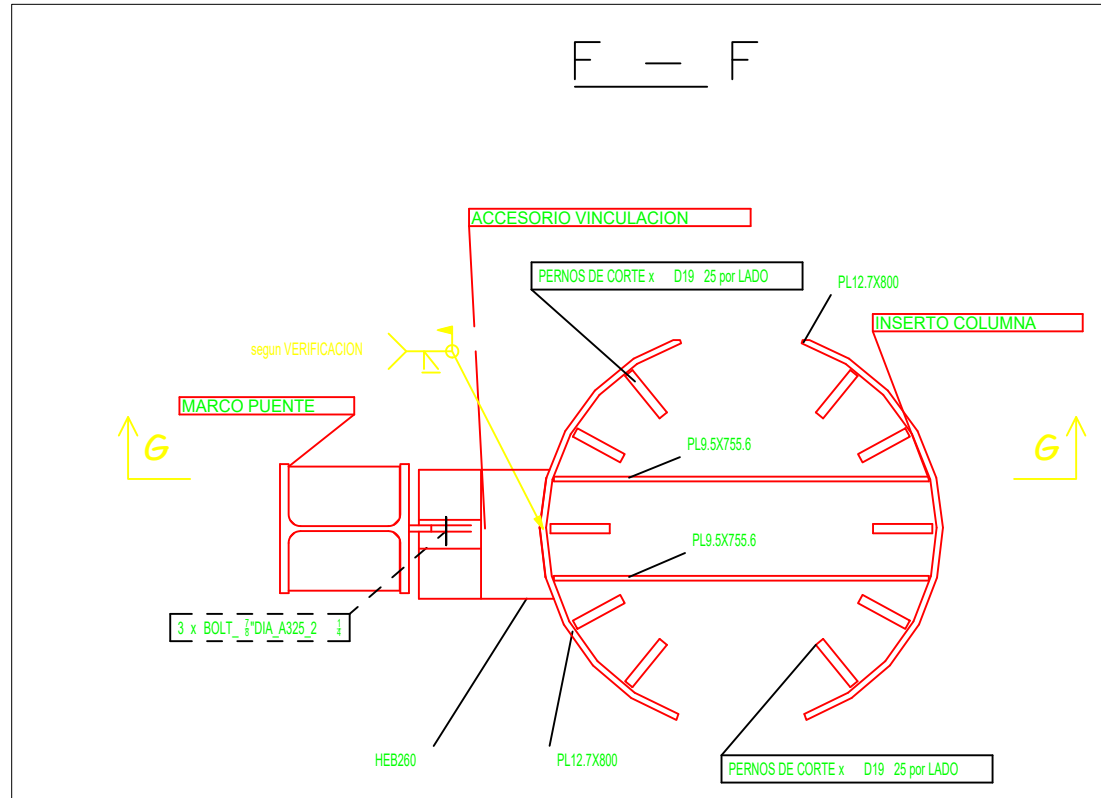 F — F
ACCESORIO VINCULACION
PERNOS DE CORTE x D19 25 por LADO
PL12.7X800
INSERTO COLUMNA
segun VERIFICACION
MARCO PUENTE
G
G
PL9.5X755.6
PL9.5X755.6
3 x BOLT_ 7/8"DIA_A325_2 1/4
HEB260
PL12.7X800
PERNOS DE CORTE x D19 25 por LADO